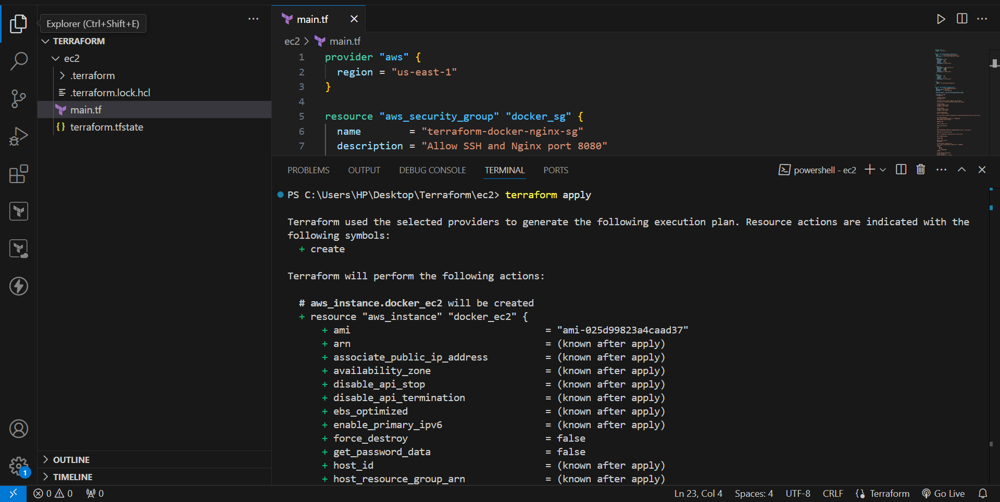 Explorer (Ctrl+Shift+E)
TERRAFORM
ec2
.terraform
.terraform.lock.hcl
main.tf
terraform.tfstate
OUTLINE
TIMELINE
main.tf
ec2 > main.tf
1 provider "aws" {
2 region = "us-east-1"
3 }
4
5 resource "aws_security_group" "docker_sg" {
6 name = "terraform-docker-nginx-sg"
7 description = "Allow SSH and Nginx port 8080"
PROBLEMS OUTPUT DEBUG CONSOLE TERMINAL PORTS powershell - ec2
PS C:\Users\HP\Desktop\Terraform\ec2> terraform apply
Terraform used the selected providers to generate the following execution plan. Resource actions are indicated with the
following symbols:
+ create
Terraform will perform the following actions:
# aws_instance.docker_ec2 will be created
+ resource "aws_instance" "docker_ec2" {
+ ami = "ami-025d99823a4caad37"
+ arn = (known after apply)
+ associate_public_ip_address = (known after apply)
+ availability_zone = (known after apply)
+ disable_api_stop = (known after apply)
+ disable_api_termination = (known after apply)
+ ebs_optimized = (known after apply)
+ enable_primary_ipv6 = (known after apply)
+ force_destroy = false
+ get_password_data = false
+ host_id = (known after apply)
+ host_resource_group_arn = (known after apply)
1
0 0 0 Ln 23, Col 4 Spaces: 4 UTF-8 CRLF Terraform Go Live